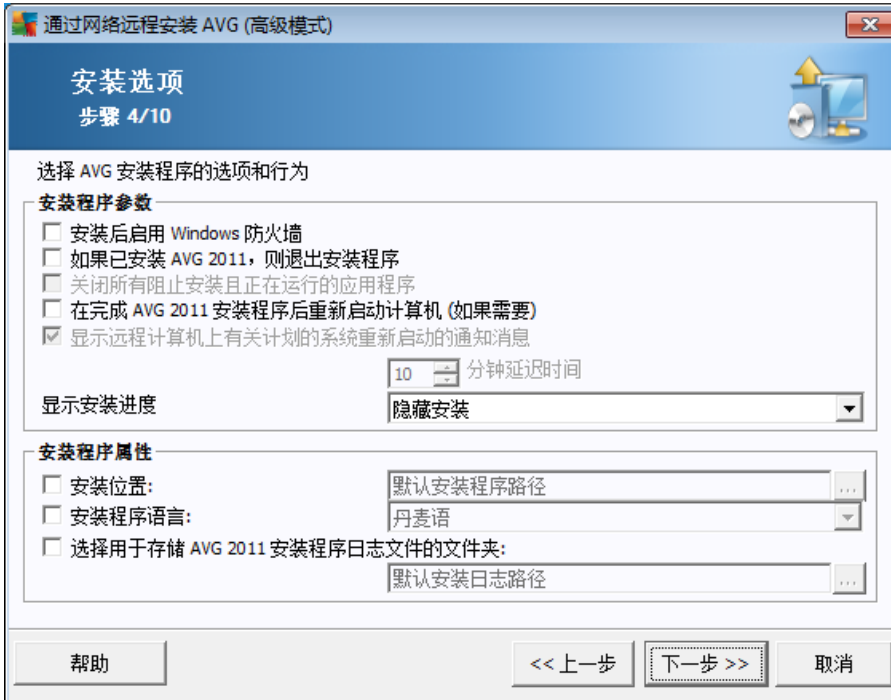 通过网络远程安装 AVG (高级模式)
安装选项
步骤 4/10
选择 AVG 安装程序的选项和行为
安装程序参数
安装后启用 Windows 防火墙
如果已安装 AVG 2011，则退出安装程序
关闭所有阻止安装且正在运行的应用程序
在完成 AVG 2011 安装程序后重新启动计算机 (如果需要)
显示远程计算机上有关计划的系统重新启动的通知消息
10 分钟延迟时间
显示安装进度 隐藏安装
安装程序属性
安装位置: 默认安装程序路径 ...
安装程序语言: 丹麦语
选择用于存储 AVG 2011 安装程序日志文件的文件夹:
默认安装日志路径 ...
帮助 << 上一步 下一步 >> 取消